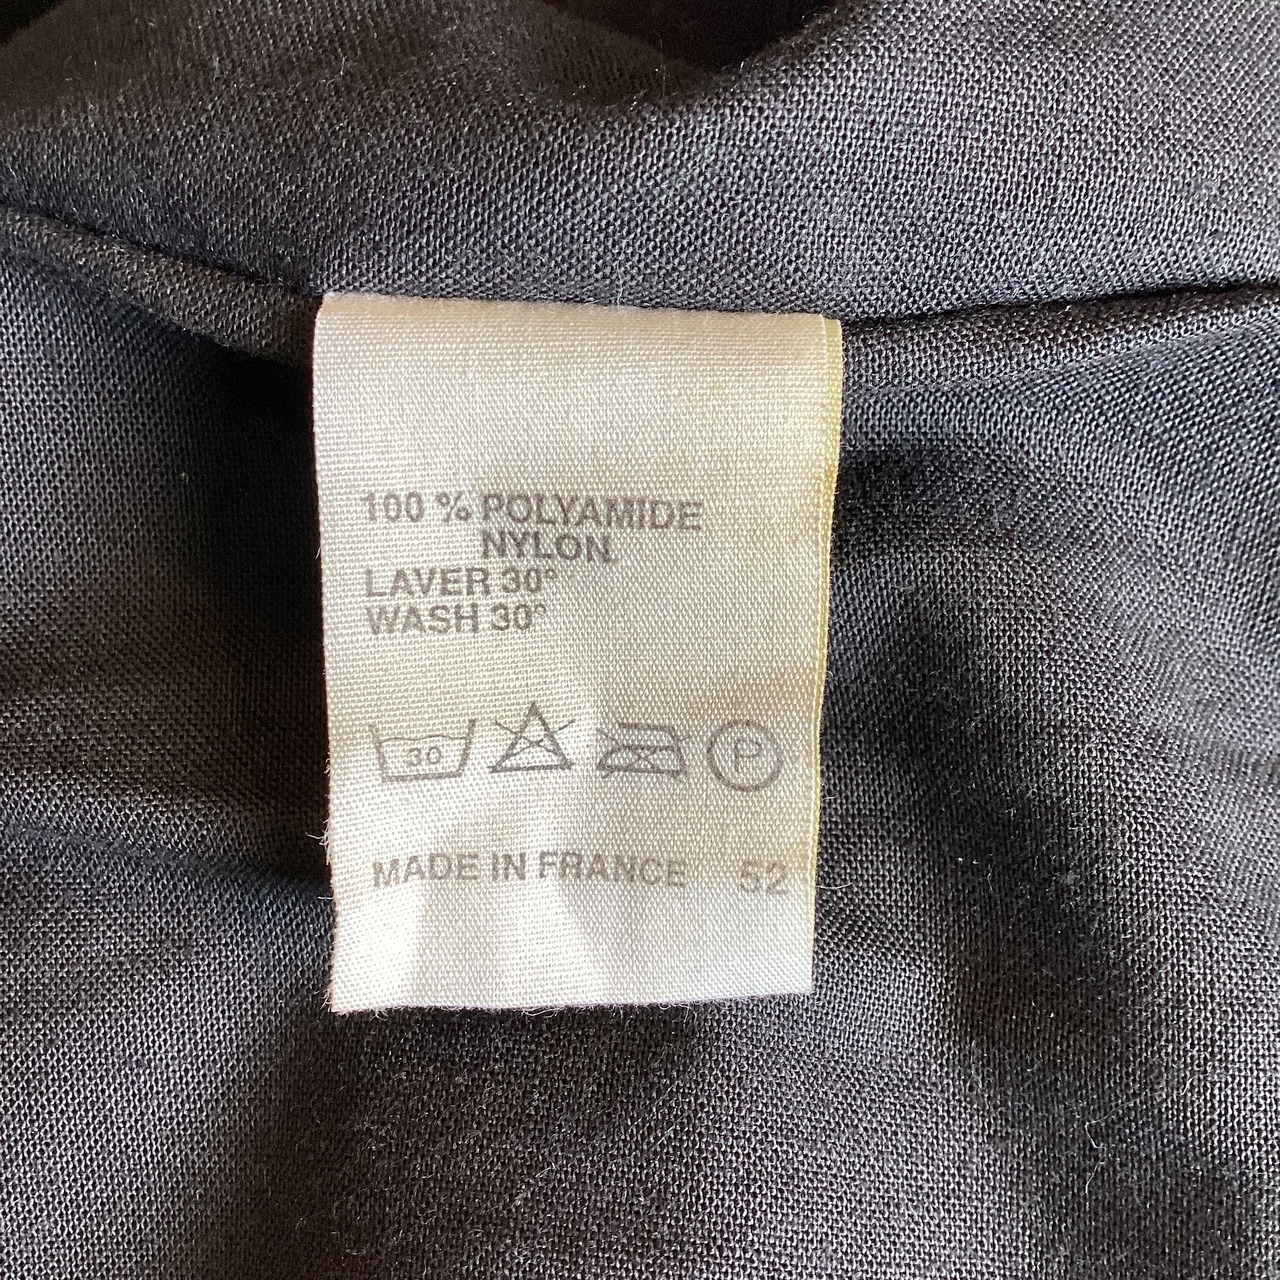 100 % POLYAMIDE
NYLON
LAVER 30°
WASH 30°
30 P
MADE IN FRANCE 52